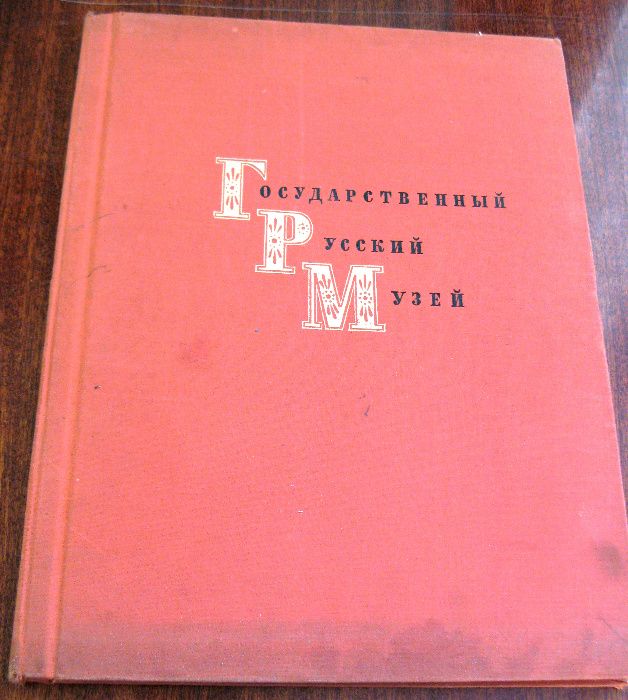 Государственный
Русский
Музей